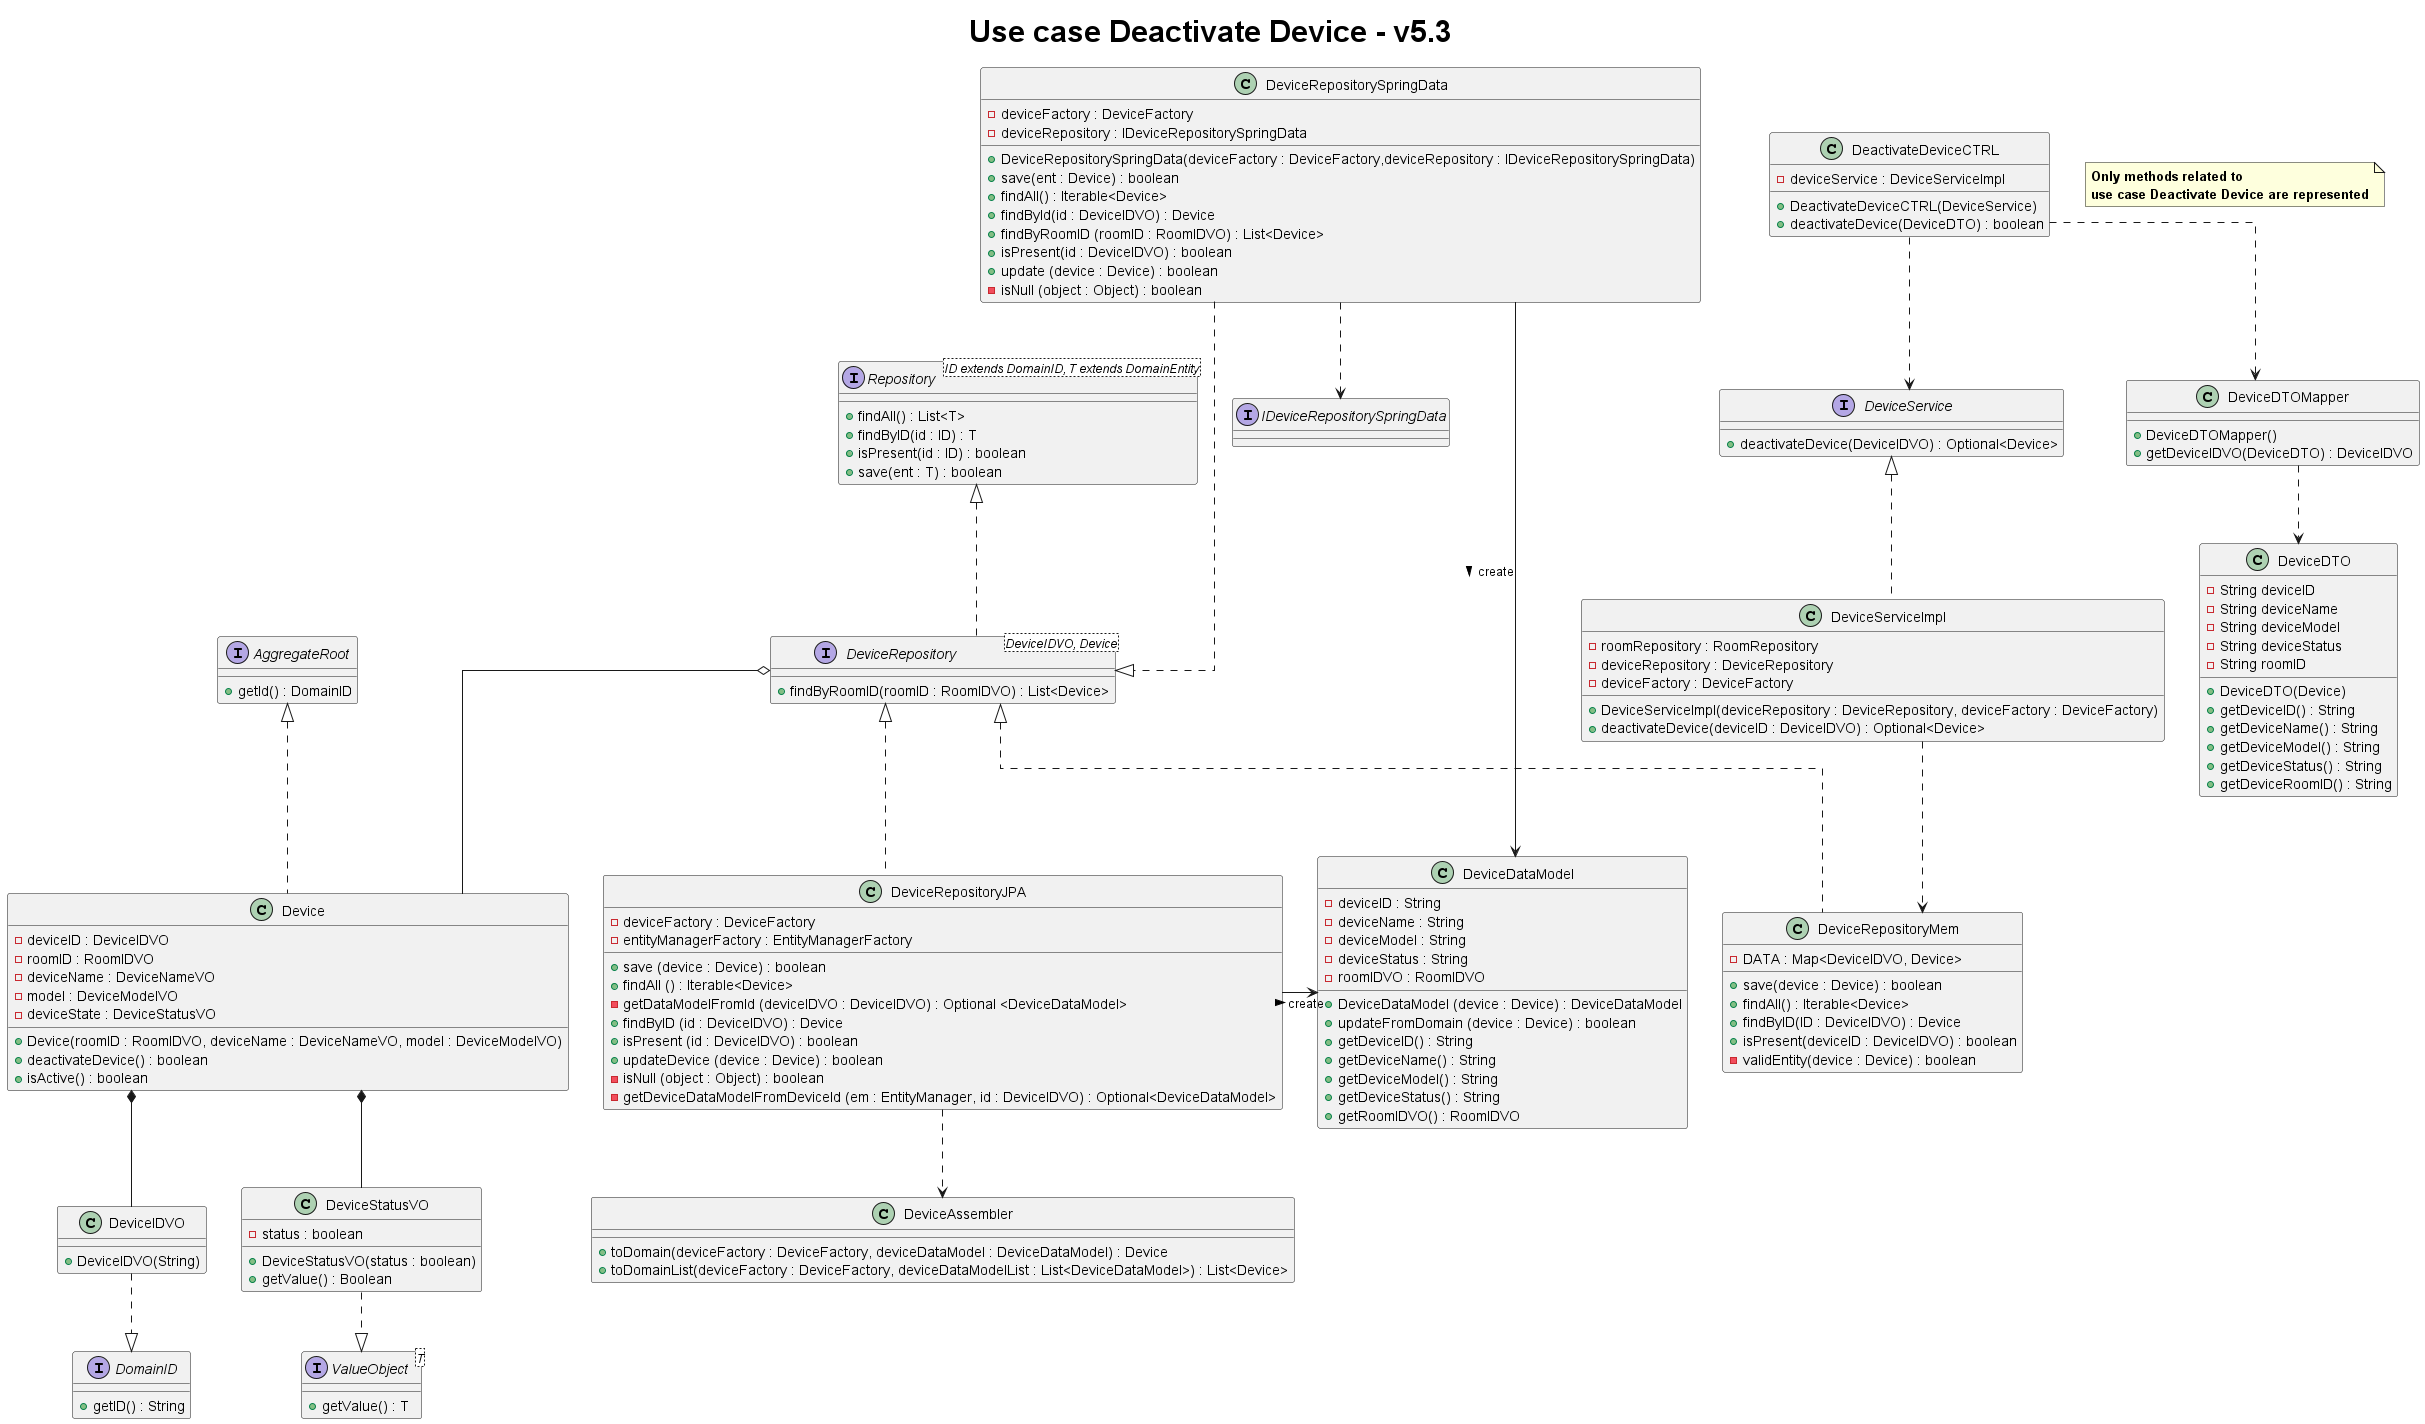 Use case Deactivate Device - v5.3
C DeviceRepositorySpringData
deviceFactory : DeviceFactory
deviceRepository : IDeviceRepositorySpringData
DeviceRepositorySpringData(deviceFactory : DeviceFactory,deviceRepository : IDeviceRepositorySpringData)
save(ent : Device) : boolean
findAll() : Iterable<Device>
findById(id : DeviceIDVO) : Device
findByRoomID (roomID : RoomIDVO) : List<Device>
isPresent(id : DeviceIDVO) : boolean
update (device : Device) : boolean
isNull (object : Object) : boolean
C DeactivateDeviceCTRL
deviceService : DeviceServiceImpl
DeactivateDeviceCTRL(DeviceService)
deactivateDevice(DeviceDTO) : boolean
Only methods related to
use case Deactivate Device are represented
I Repository
ID extends DomainID, T extends DomainEntity
findAll() : List<T>
findByID(id : ID) : T
isPresent(id : ID) : boolean
save(ent : T) : boolean
I IDeviceRepositorySpringData
I DeviceService
deactivateDevice(DeviceIDVO) : Optional<Device>
C DeviceDTOMapper
DeviceDTOMapper()
getDeviceIDVO(DeviceDTO) : DeviceIDVO
create
C DeviceDTO
String deviceID
String deviceName
String deviceModel
String deviceStatus
String roomID
DeviceDTO(Device)
getDeviceID() : String
getDeviceName() : String
getDeviceModel() : String
getDeviceStatus() : String
getDeviceRoomID() : String
I AggregateRoot
getId() : DomainID
I DeviceRepository
DeviceIDVO, Device
findByRoomID(roomID : RoomIDVO) : List<Device>
C DeviceServiceImpl
roomRepository : RoomRepository
deviceRepository : DeviceRepository
deviceFactory : DeviceFactory
DeviceServiceImpl(deviceRepository : DeviceRepository, deviceFactory : DeviceFactory)
deactivateDevice(deviceID : DeviceIDVO) : Optional<Device>
C Device
deviceID : DeviceIDVO
roomID : RoomIDVO
deviceName : DeviceNameVO
model : DeviceModelVO
deviceState : DeviceStatusVO
Device(roomID : RoomIDVO, deviceName : DeviceNameVO, model : DeviceModelVO)
deactivateDevice() : boolean
isActive() : boolean
C DeviceRepositoryJPA
deviceFactory : DeviceFactory
entityManagerFactory : EntityManagerFactory
save (device : Device) : boolean
findAll () : Iterable<Device>
getDataModelFromId (deviceIDVO : DeviceIDVO) : Optional <DeviceDataModel>
findByID (id : DeviceIDVO) : Device
isPresent (id : DeviceIDVO) : boolean
updateDevice (device : Device) : boolean
isNull (object : Object) : boolean
getDeviceDataModelFromDeviceId (em : EntityManager, id : DeviceIDVO) : Optional<DeviceDataModel>
create
C DeviceDataModel
deviceID : String
deviceName : String
deviceModel : String
deviceStatus : String
roomIDVO : RoomIDVO
DeviceDataModel (device : Device) : DeviceDataModel
updateFromDomain (device : Device) : boolean
getDeviceID() : String
getDeviceName() : String
getDeviceModel() : String
getDeviceStatus() : String
getRoomIDVO() : RoomIDVO
C DeviceRepositoryMem
DATA : Map<DeviceIDVO, Device>
save(device : Device) : boolean
findAll() : Iterable<Device>
findByID(ID : DeviceIDVO) : Device
isPresent(deviceID : DeviceIDVO) : boolean
validEntity(device : Device) : boolean
C DeviceIDVO
DeviceIDVO(String)
C DeviceStatusVO
status : boolean
DeviceStatusVO(status : boolean)
getValue() : Boolean
C DeviceAssembler
toDomain(deviceFactory : DeviceFactory, deviceDataModel : DeviceDataModel) : Device
toDomainList(deviceFactory : DeviceFactory, deviceDataModelList : List<DeviceDataModel>) : List<Device>
I DomainID
getID() : String
I ValueObject
T
getValue() : T